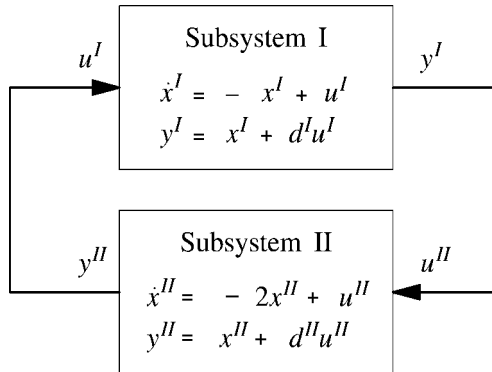 Subsystem I
u^I
y^I
ẋ^I = - x^I + u^I
y^I = x^I + d^I u^I
Subsystem II
y^II
u^II
ẋ^II = - 2x^II + u^II
y^II = x^II + d^II u^II